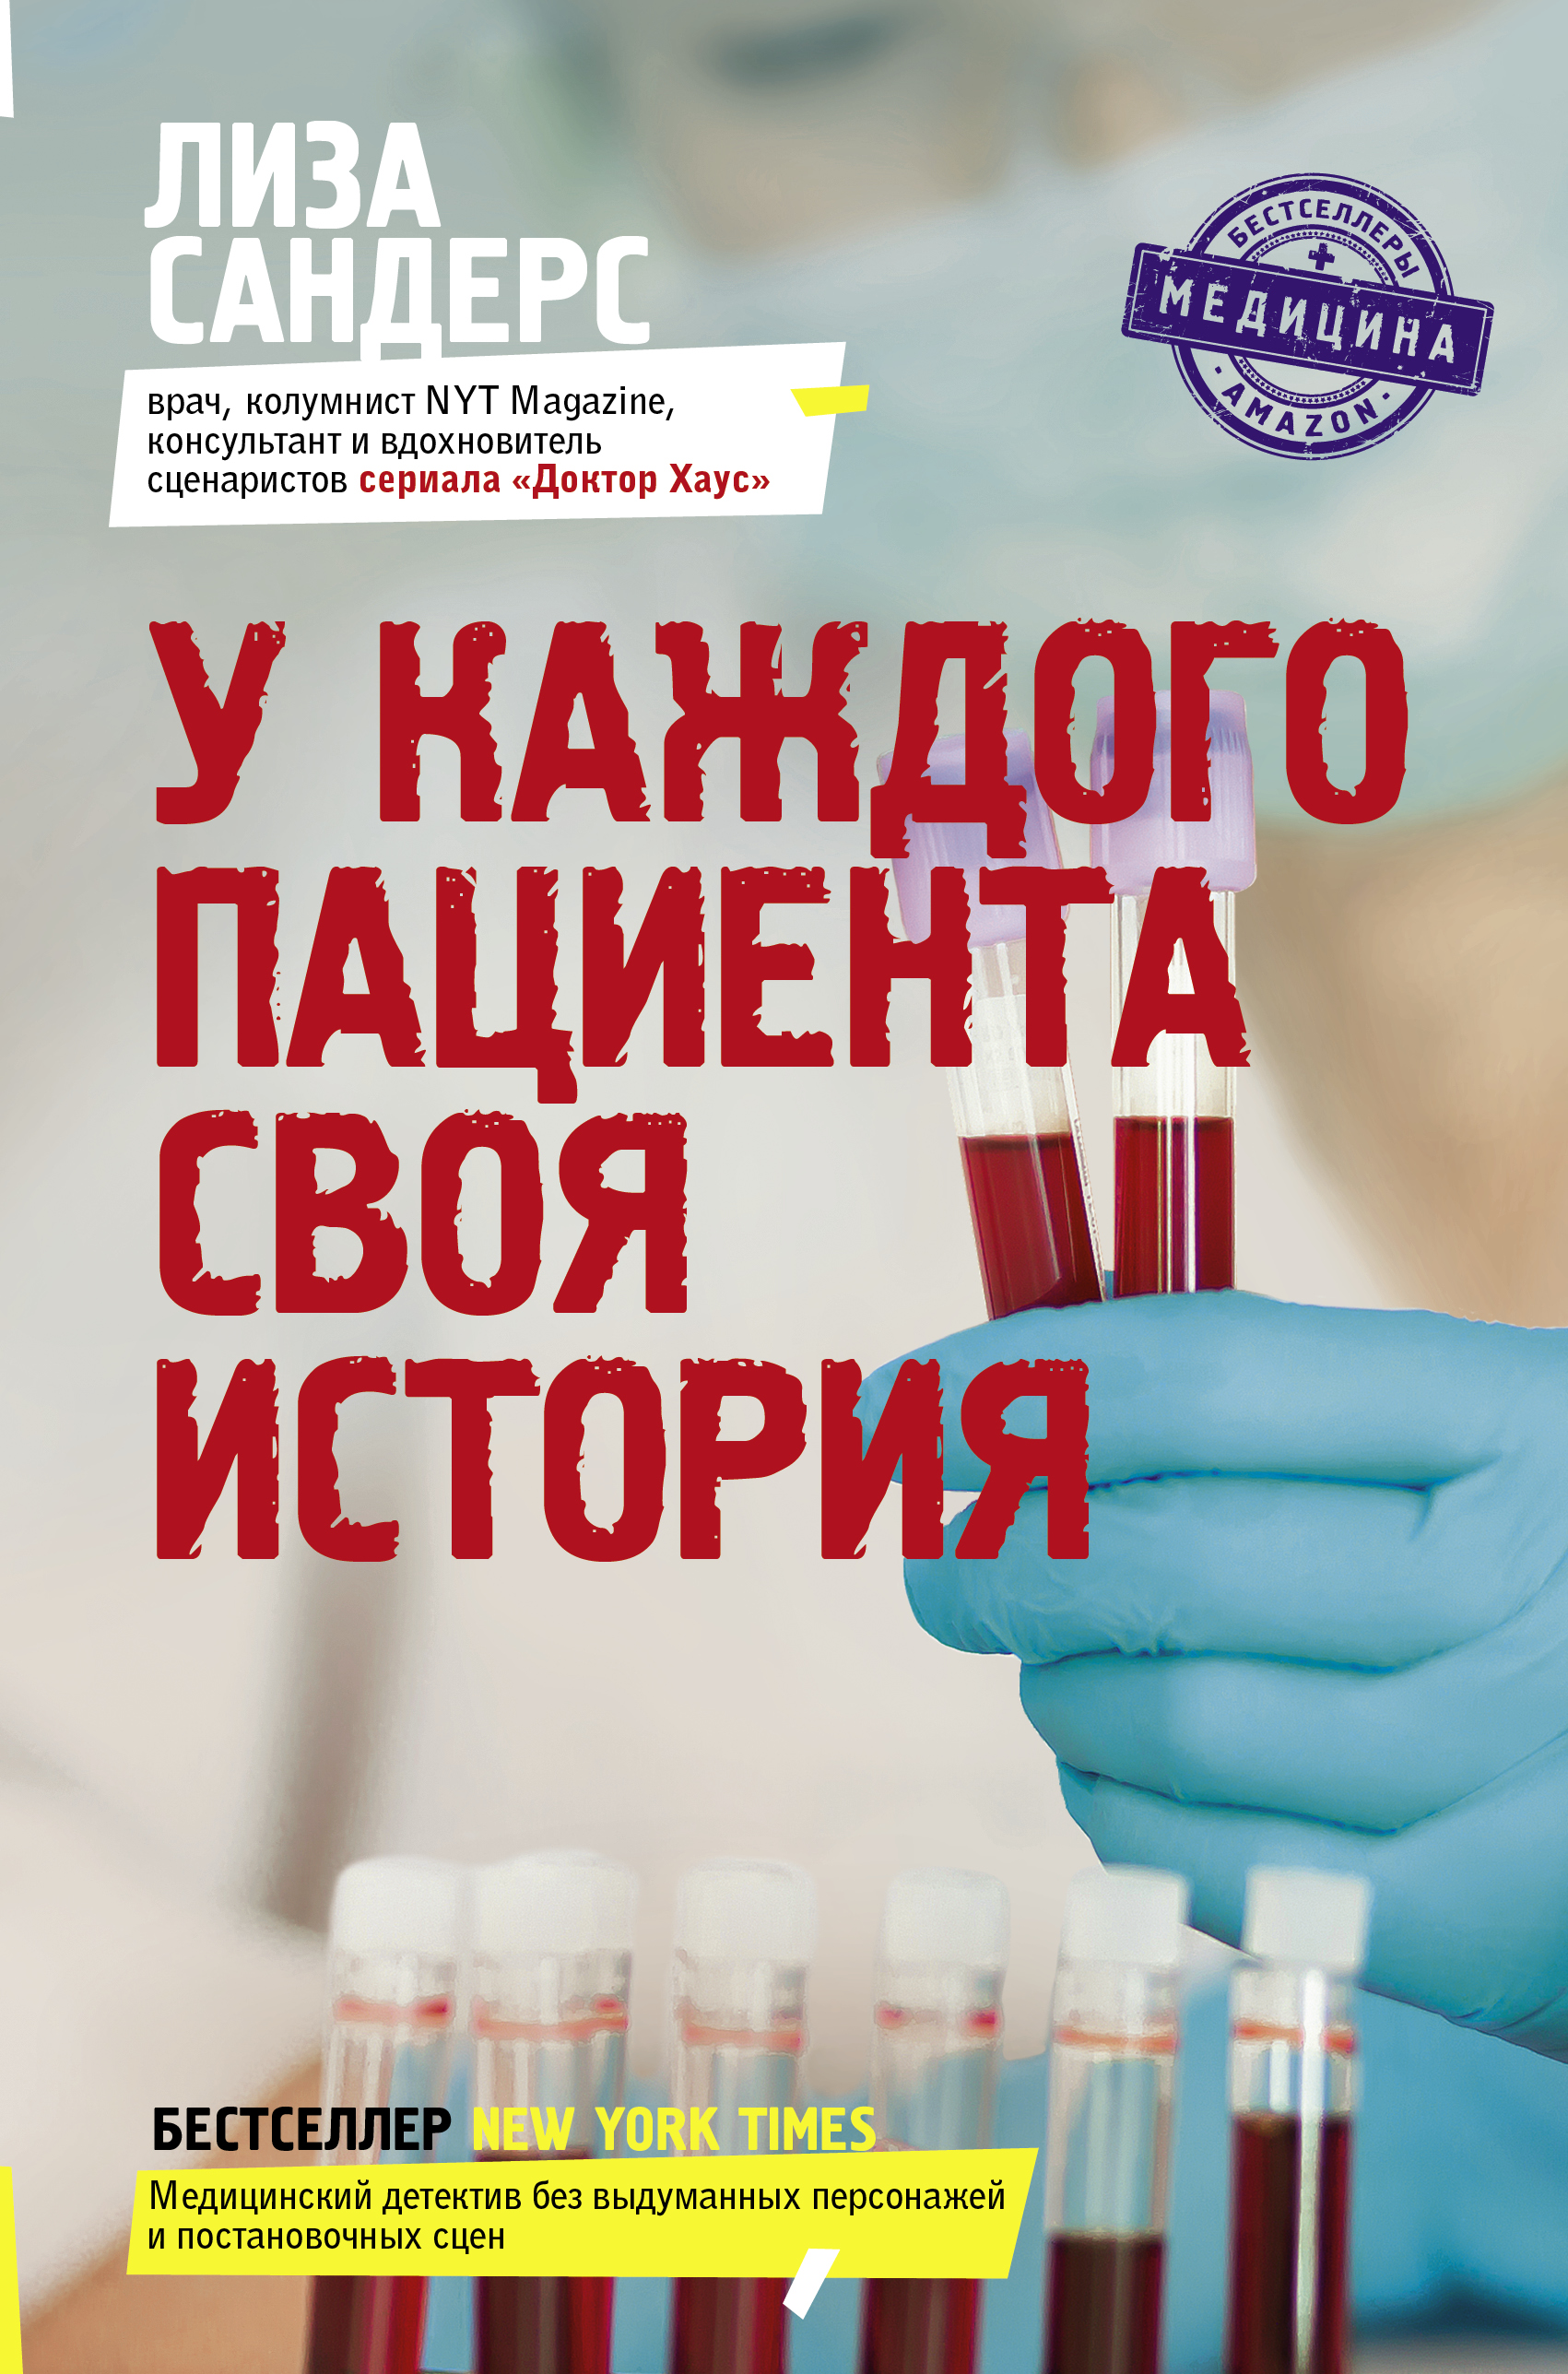 ЛИЗА
САНДЕРС
врач, колумнист NYT Magazine,
консультант и вдохновитель
сценаристов сериала «Доктор Хаус»
БЕСТСЕЛЛЕРЫ
МЕДИЦИНА
· AMAZON ·
У КАЖДОГО
ПАЦИЕНТА
СВОЯ
ИСТОРИЯ
БЕСТСЕЛЛЕР NEW YORK TIMES
Медицинский детектив без выдуманных персонажей
и постановочных сцен